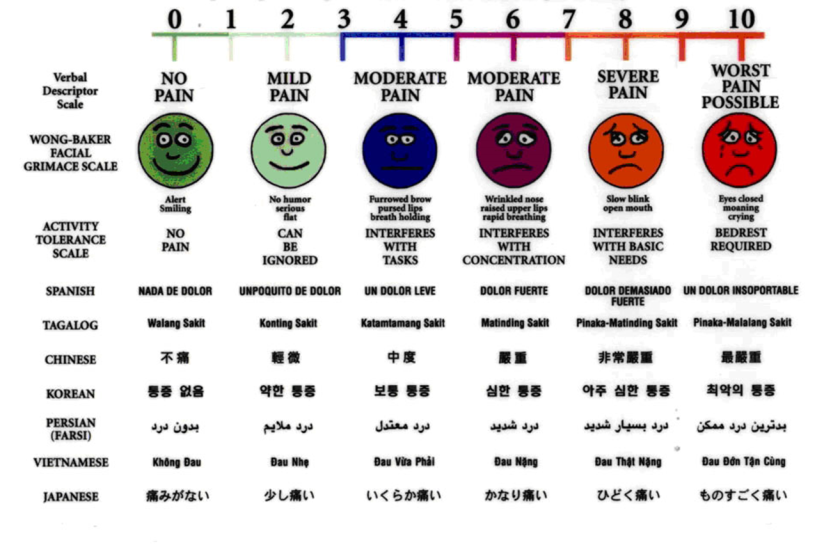 0 1 2 3 4 5 6 7 8 9 10
Verbal
Descriptor
Scale
NO
PAIN
MILD
PAIN
MODERATE
PAIN
MODERATE
PAIN
SEVERE
PAIN
WORST
PAIN
POSSIBLE
WONG-BAKER
FACIAL
GRIMACE SCALE
Alert
Smiling
No humor
serious
flat
Furrowed brow
pursed lips
breath holding
Wrinkled nose
raised upper lips
rapid breathing
Slow blink
open mouth
Eyes closed
moaning
crying
ACTIVITY
TOLERANCE
SCALE
NO
PAIN
CAN
BE
IGNORED
INTERFERES
WITH
TASKS
INTERFERES
WITH
CONCENTRATION
INTERFERES
WITH BASIC
NEEDS
BEDREST
REQUIRED
SPANISH
NADA DE DOLOR
UNPOQUITO DE DOLOR
UN DOLOR LEVE
DOLOR FUERTE
DOLOR DEMASIADO
FUERTE
UN DOLOR INSOPORTABLE
TAGALOG
Walang Sakit
Konting Sakit
Katamtamang Sakit
Matinding Sakit
Pinaka-Matinding Sakit
Pinaka-Malalang Sakit
CHINESE
不痛
輕微
中度
嚴重
非常嚴重
最嚴重
KOREAN
통증 없음
약한 통증
보통 통증
심한 통증
아주 심한 통증
최악의 통증
PERSIAN
(FARSI)
بدون درد
درد ملایم
درد معتدل
درد شدید
درد بسیار شدید
بدترین درد ممکن
VIETNAMESE
Không Đau
Đau Nhẹ
Đau Vừa Phải
Đau Nặng
Đau Thật Nặng
Đau Đớn Tận Cùng
JAPANESE
痛みがない
少し痛い
いくらか痛い
かなり痛い
ひどく痛い
ものすごく痛い